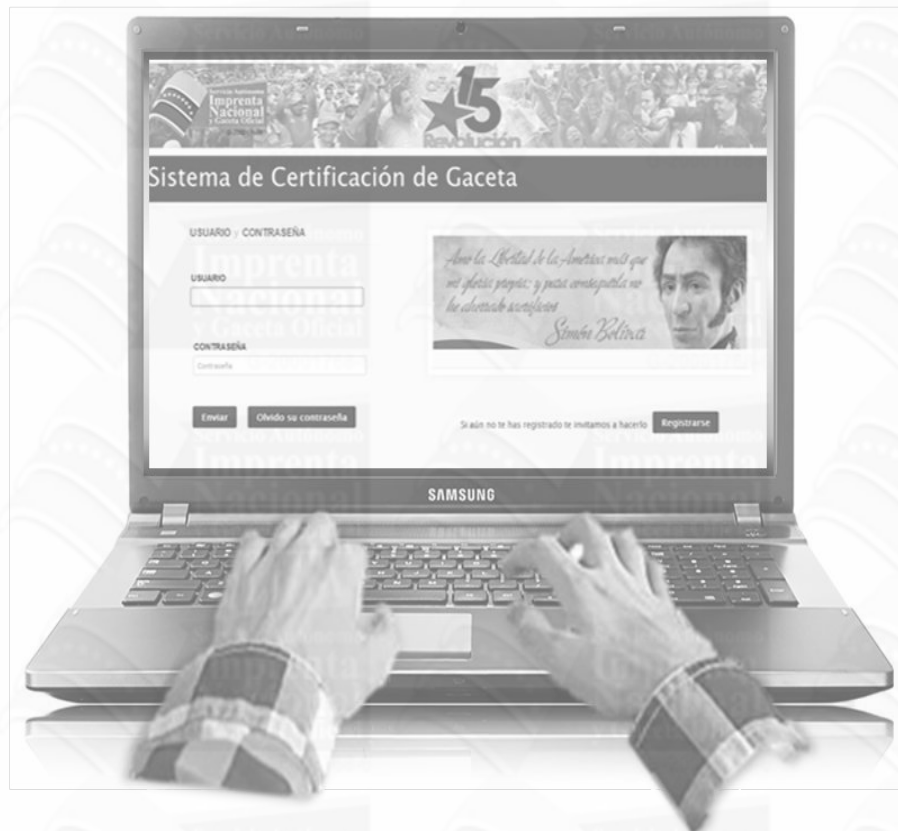 Servicio Autónomo
Imprenta
Nacional
y Gaceta Oficial
15
Revolución
Sistema de Certificación de Gaceta
USUARIO y CONTRASEÑA
USUARIO
CONTRASEÑA
Contraseña
Enviar
Olvido su contraseña
Amo la Libertad de la América más que
mi gloria propia; y para conseguirla no
he ahorrado sacrificios
Simón Bolívar
Si aún no te has registrado te invitamos a hacerlo
Registrarse
SAMSUNG
Servicio Autónomo
Imprenta
Nacional
y Gaceta Oficial